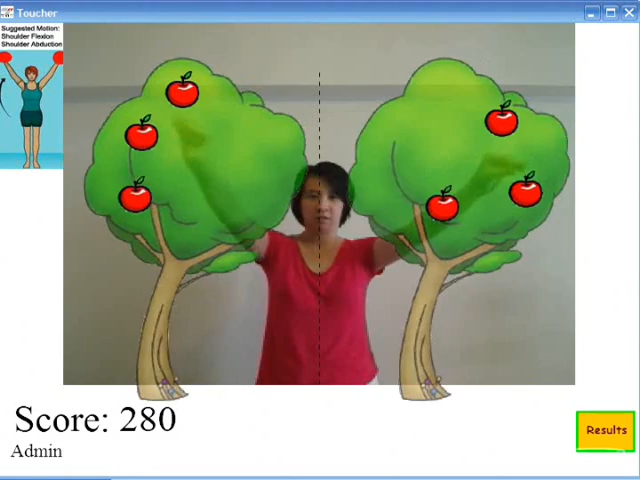 Toucher
Suggested Motion:
Shoulder Flexion
Shoulder Abduction
Score: 280
Admin
Results